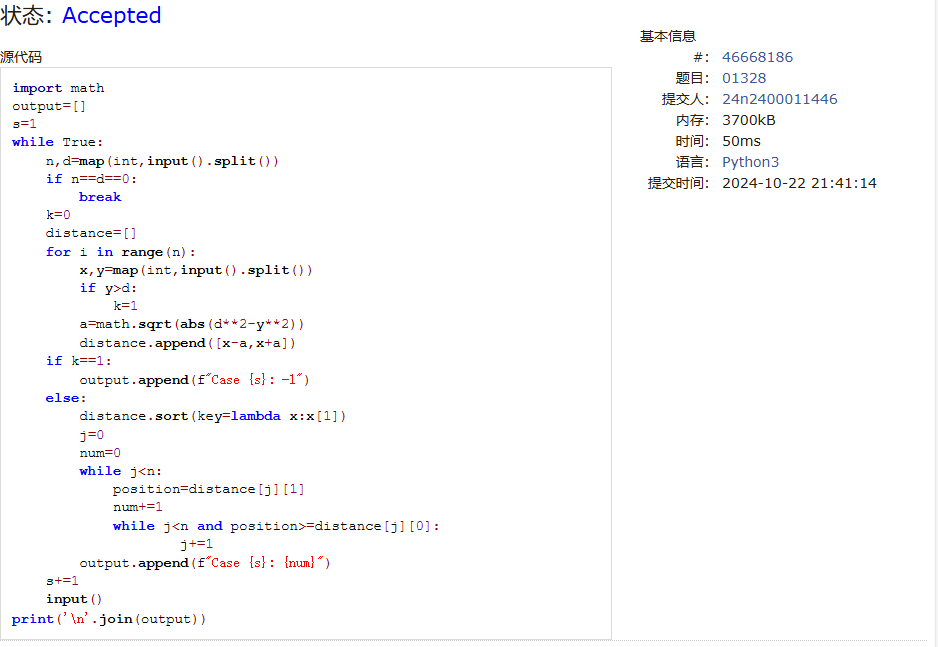 状态: Accepted
源代码
import math
output=[]
s=1
while True:
    n,d=map(int,input().split())
    if n==d==0:
        break
    k=0
    distance=[]
    for i in range(n):
        x,y=map(int,input().split())
        if y>d:
            k=1
        a=math.sqrt(abs(d**2-y**2))
        distance.append([x-a,x+a])
    if k==1:
        output.append(f"Case {s}: -1")
    else:
        distance.sort(key=lambda x:x[1])
        j=0
        num=0
        while j<n:
            position=distance[j][1]
            num+=1
            while j<n and position>=distance[j][0]:
                    j+=1
        output.append(f"Case {s}: {num}")
    s+=1
    input()
print('\n'.join(output))
基本信息
#: 46668186
题目: 01328
提交人: 24n2400011446
内存: 3700kB
时间: 50ms
语言: Python3
提交时间: 2024-10-22 21:41:14